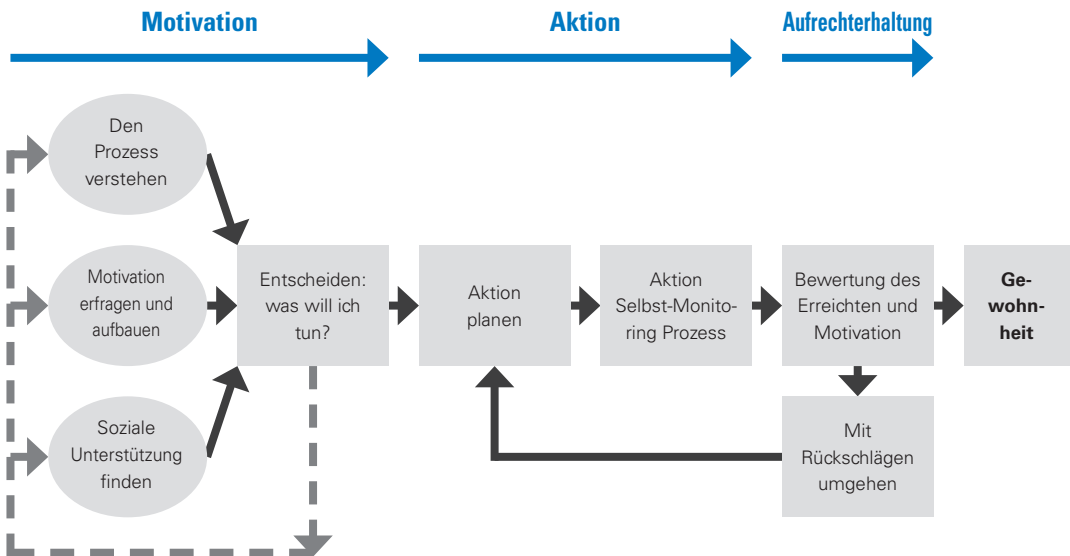 Motivation
Aktion
Aufrechterhaltung
Den
Prozess
verstehen
Motivation
erfragen und
aufbauen
Soziale
Unterstützung
finden
Entscheiden:
was will ich
tun?
Aktion
planen
Aktion
Selbst-Monito-
ring Prozess
Bewertung des
Erreichten und
Motivation
Ge-
wohn-
heit
Mit
Rückschlägen
umgehen